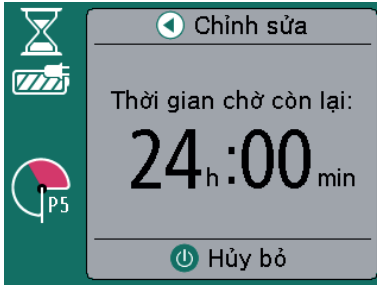 Chỉnh sửa
Thời gian chờ còn lại:
24h:00min
P5
Hủy bỏ